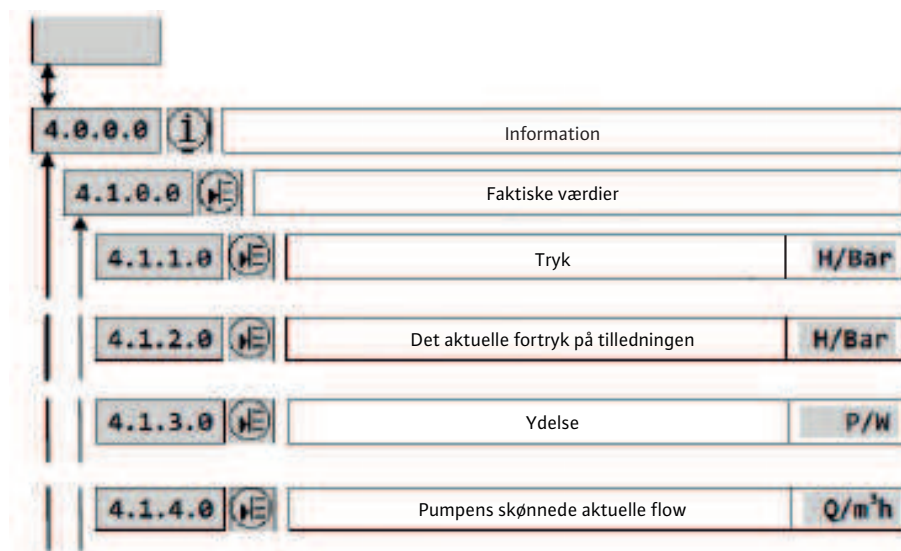 4.0.0.0 i Information
4.1.0.0 Faktiske værdier
4.1.1.0 Tryk H/Bar
4.1.2.0 Det aktuelle fortryk på tilledningen H/Bar
4.1.3.0 Ydelse P/W
4.1.4.0 Pumpens skønnede aktuelle flow Q/m³h